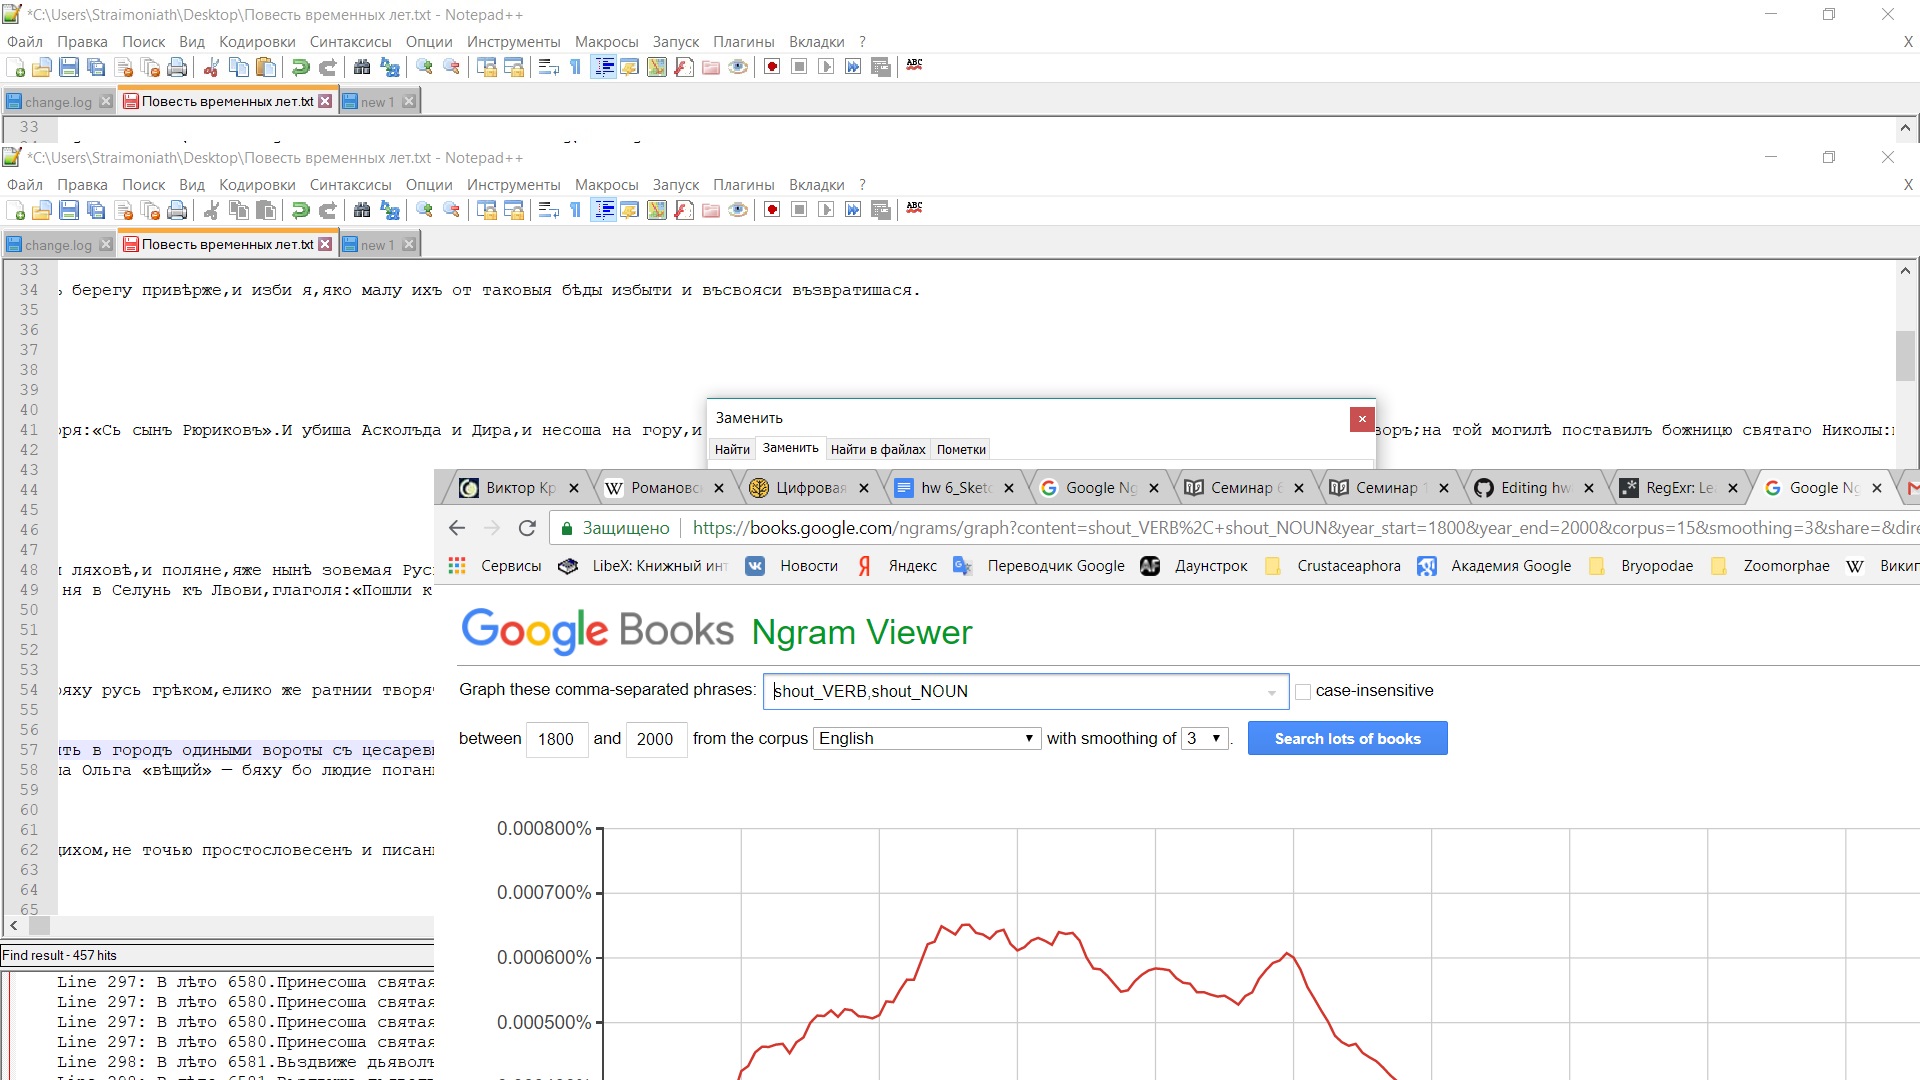 *C:\Users\Straimoniath\Desktop\Повесть временных лет.txt - Notepad++
Файл Правка Поиск Вид Кодировки Синтаксисы Опции Инструменты Макросы Запуск Плагины Вкладки ? X
ABC
change.log Повесть временных лет.txt new 1
33
*C:\Users\Straimoniath\Desktop\Повесть временных лет.txt - Notepad++
Файл Правка Поиск Вид Кодировки Синтаксисы Опции Инструменты Макросы Запуск Плагины Вкладки ? X
ABC
change.log Повесть временных лет.txt new 1
33
34 берегу привѣрже,и изби я,яко малу ихъ от таковыя бѣды избыти и въсвояси възвратишася.
35
36
37
38
39
40
41 оря:«Сь сынъ Рюриковъ».И убиша Асколъда и Дира,и несоша на гору,и воръ;на той могилѣ поставилъ божницю святаго Николы:
42
43
44
45
46
47
48 ляховѣ,и поляне,яже нынѣ зовемая Русь
49 ня в Селунь къ Лвови,глаголя:«Пошли к
50
51
52
53
54 ряху русь грѣком,елико же ратнии творя
55
56
57 ить в городъ одиными вороты съ цесарев
58 а Ольга «вѣщий» — бяху бо людие поган
59
60
61
62 ихом,не точью простословесенъ и писан
63
64
65
Заменить
Найти Заменить Найти в файлах Пометки
Виктор Кр Романовс Цифровая hw 6_Sketc Google Ng Семинар 6 Семинар 1 Editing hw RegExr: Le Google Ng
Защищено https://books.google.com/ngrams/graph?content=shout_VERB%2C+shout_NOUN&year_start=1800&year_end=2000&corpus=15&smoothing=3&share=&dire
Сервисы LibeX: Книжный инт Новости Яндекс Переводчик Google Даунстрок Crustaceaphora Академия Google Bryopodae Zoomorphae Викип
Google Books Ngram Viewer
Graph these comma-separated phrases: shout_VERB,shout_NOUN case-insensitive
between 1800 and 2000 from the corpus English with smoothing of 3 . Search lots of books
0.000800%
0.000700%
0.000600%
0.000500%
Find result - 457 hits
Line 297: В лѣто 6580.Принесоша святая
Line 297: В лѣто 6580.Принесоша святая
Line 297: В лѣто 6580.Принесоша святая
Line 297: В лѣто 6580.Принесоша святая
Line 298: В лѣто 6581.Въздвиже дьяволъ